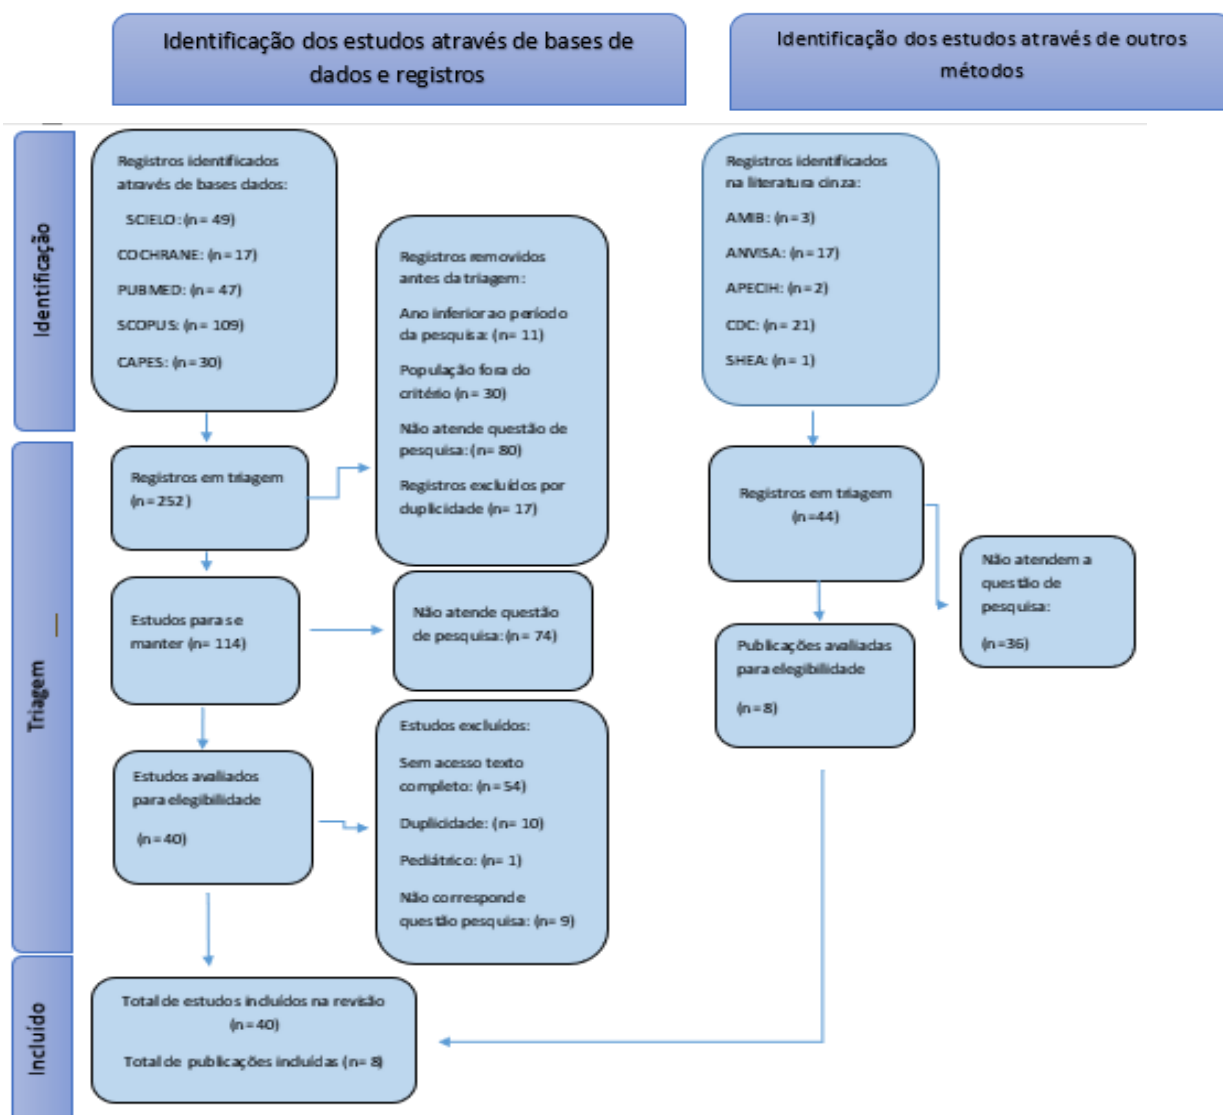 Identificação dos estudos através de bases de
dados e registros
Identificação dos estudos através de outros
métodos
Identificação
Registros identificados
através de bases dados:
SCIELO: (n= 49)
COCHRANE: (n= 17)
PUBMED: (n= 47)
SCOPUS: (n= 109)
CAPES: (n= 30)
Registros removidos
antes da triagem:
Ano inferior ao período
da pesquisa: (n= 11)
População fora do
critério (n= 30)
Não atende questão de
pesquisa: (n= 80)
Registros excluídos por
duplicidade (n= 17)
Registros identificados
na literatura cinza:
AMIB: (n= 3)
ANVISA: (n= 17)
APECIH: (n= 2)
CDC: (n= 21)
SHEA: (n= 1)
Triagem
Registros em triagem
(n= 252 )
Estudos para se
manter (n= 114)
Não atende questão
de pesquisa: (n= 74)
Estudos avaliados
para elegibilidade
(n= 40)
Estudos excluídos:
Sem acesso texto
completo: (n= 54)
Duplicidade: (n= 10)
Pediátrico: (n= 1)
Não corresponde
questão pesquisa: (n= 9)
Registros em triagem
(n=44)
Não atendem a
questão de
pesquisa:
(n=36)
Publicações avaliadas
para elegibilidade
(n= 8)
Incluído
Total de estudos incluídos na revisão
(n= 40)
Total de publicações incluídas (n= 8)